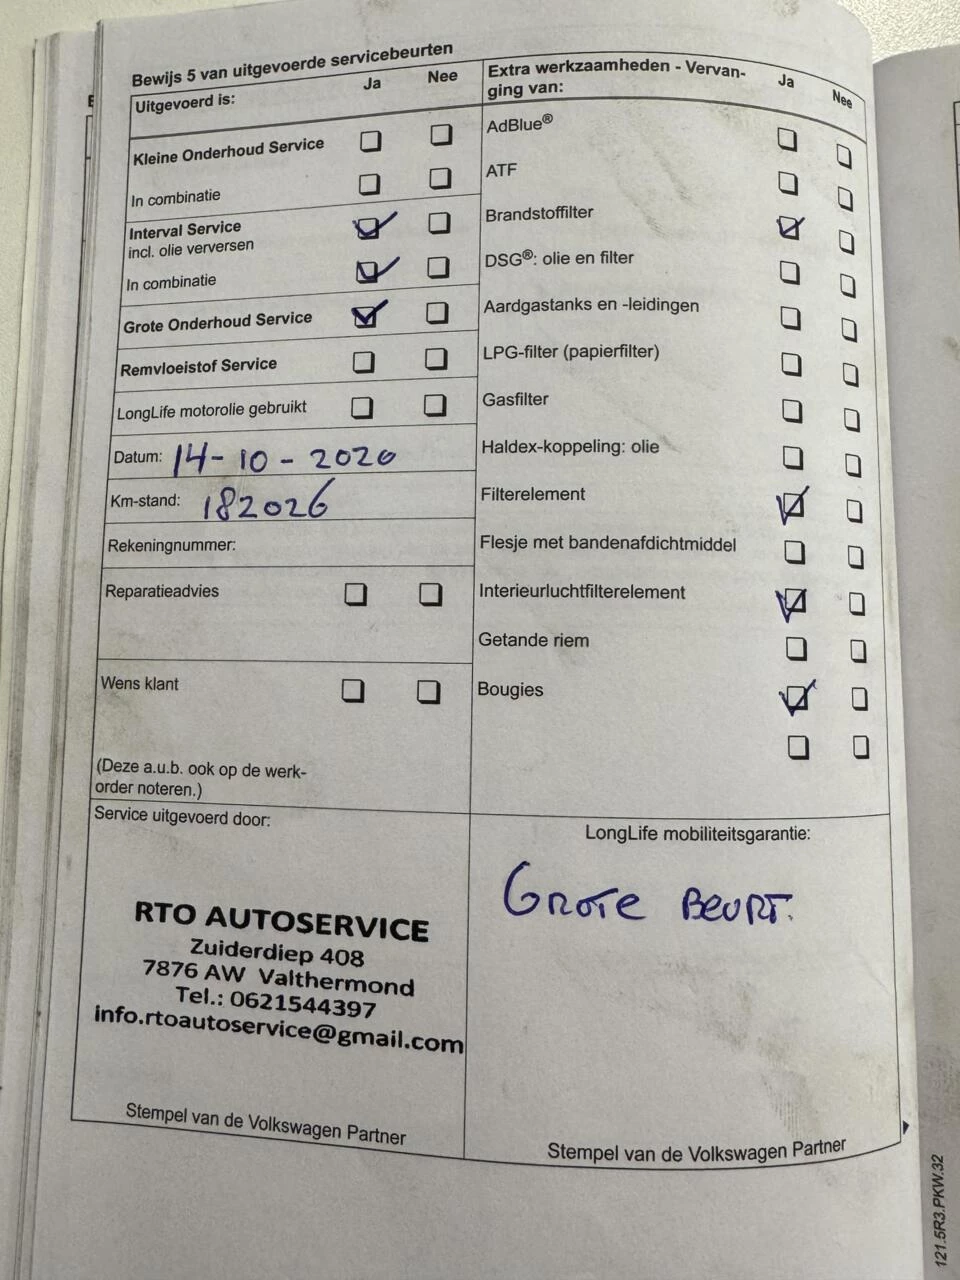 Bewijs 5 van uitgevoerde servicebeurten
Uitgevoerd is:
Ja
Nee
Kleine Onderhoud Service
In combinatie
Interval Service
incl. olie verversen
In combinatie
Grote Onderhoud Service
Remvloeistof Service
LongLife motorolie gebruikt
Datum: 14-10-2020
Km-stand: 182026
Rekeningnummer:
Reparatieadvies
Wens klant
(Deze a.u.b. ook op de werk-
order noteren.)
Extra werkzaamheden - Vervan-
ging van:
Ja
Nee
AdBlue®
ATF
Brandstoffilter
DSG®: olie en filter
Aardgastanks en -leidingen
LPG-filter (papierfilter)
Gasfilter
Haldex-koppeling: olie
Filterelement
Flesje met bandenafdichtmiddel
Interieurluchtfilterelement
Getande riem
Bougies
Service uitgevoerd door:
RTO AUTOSERVICE
Zuiderdiep 408
7876 AW Valthermond
Tel.: 0621544397
info.rtoautoservice@gmail.com
Stempel van de Volkswagen Partner
LongLife mobiliteitsgarantie:
GROTE BEURT.
Stempel van de Volkswagen Partner
121.5R3.PKW.32